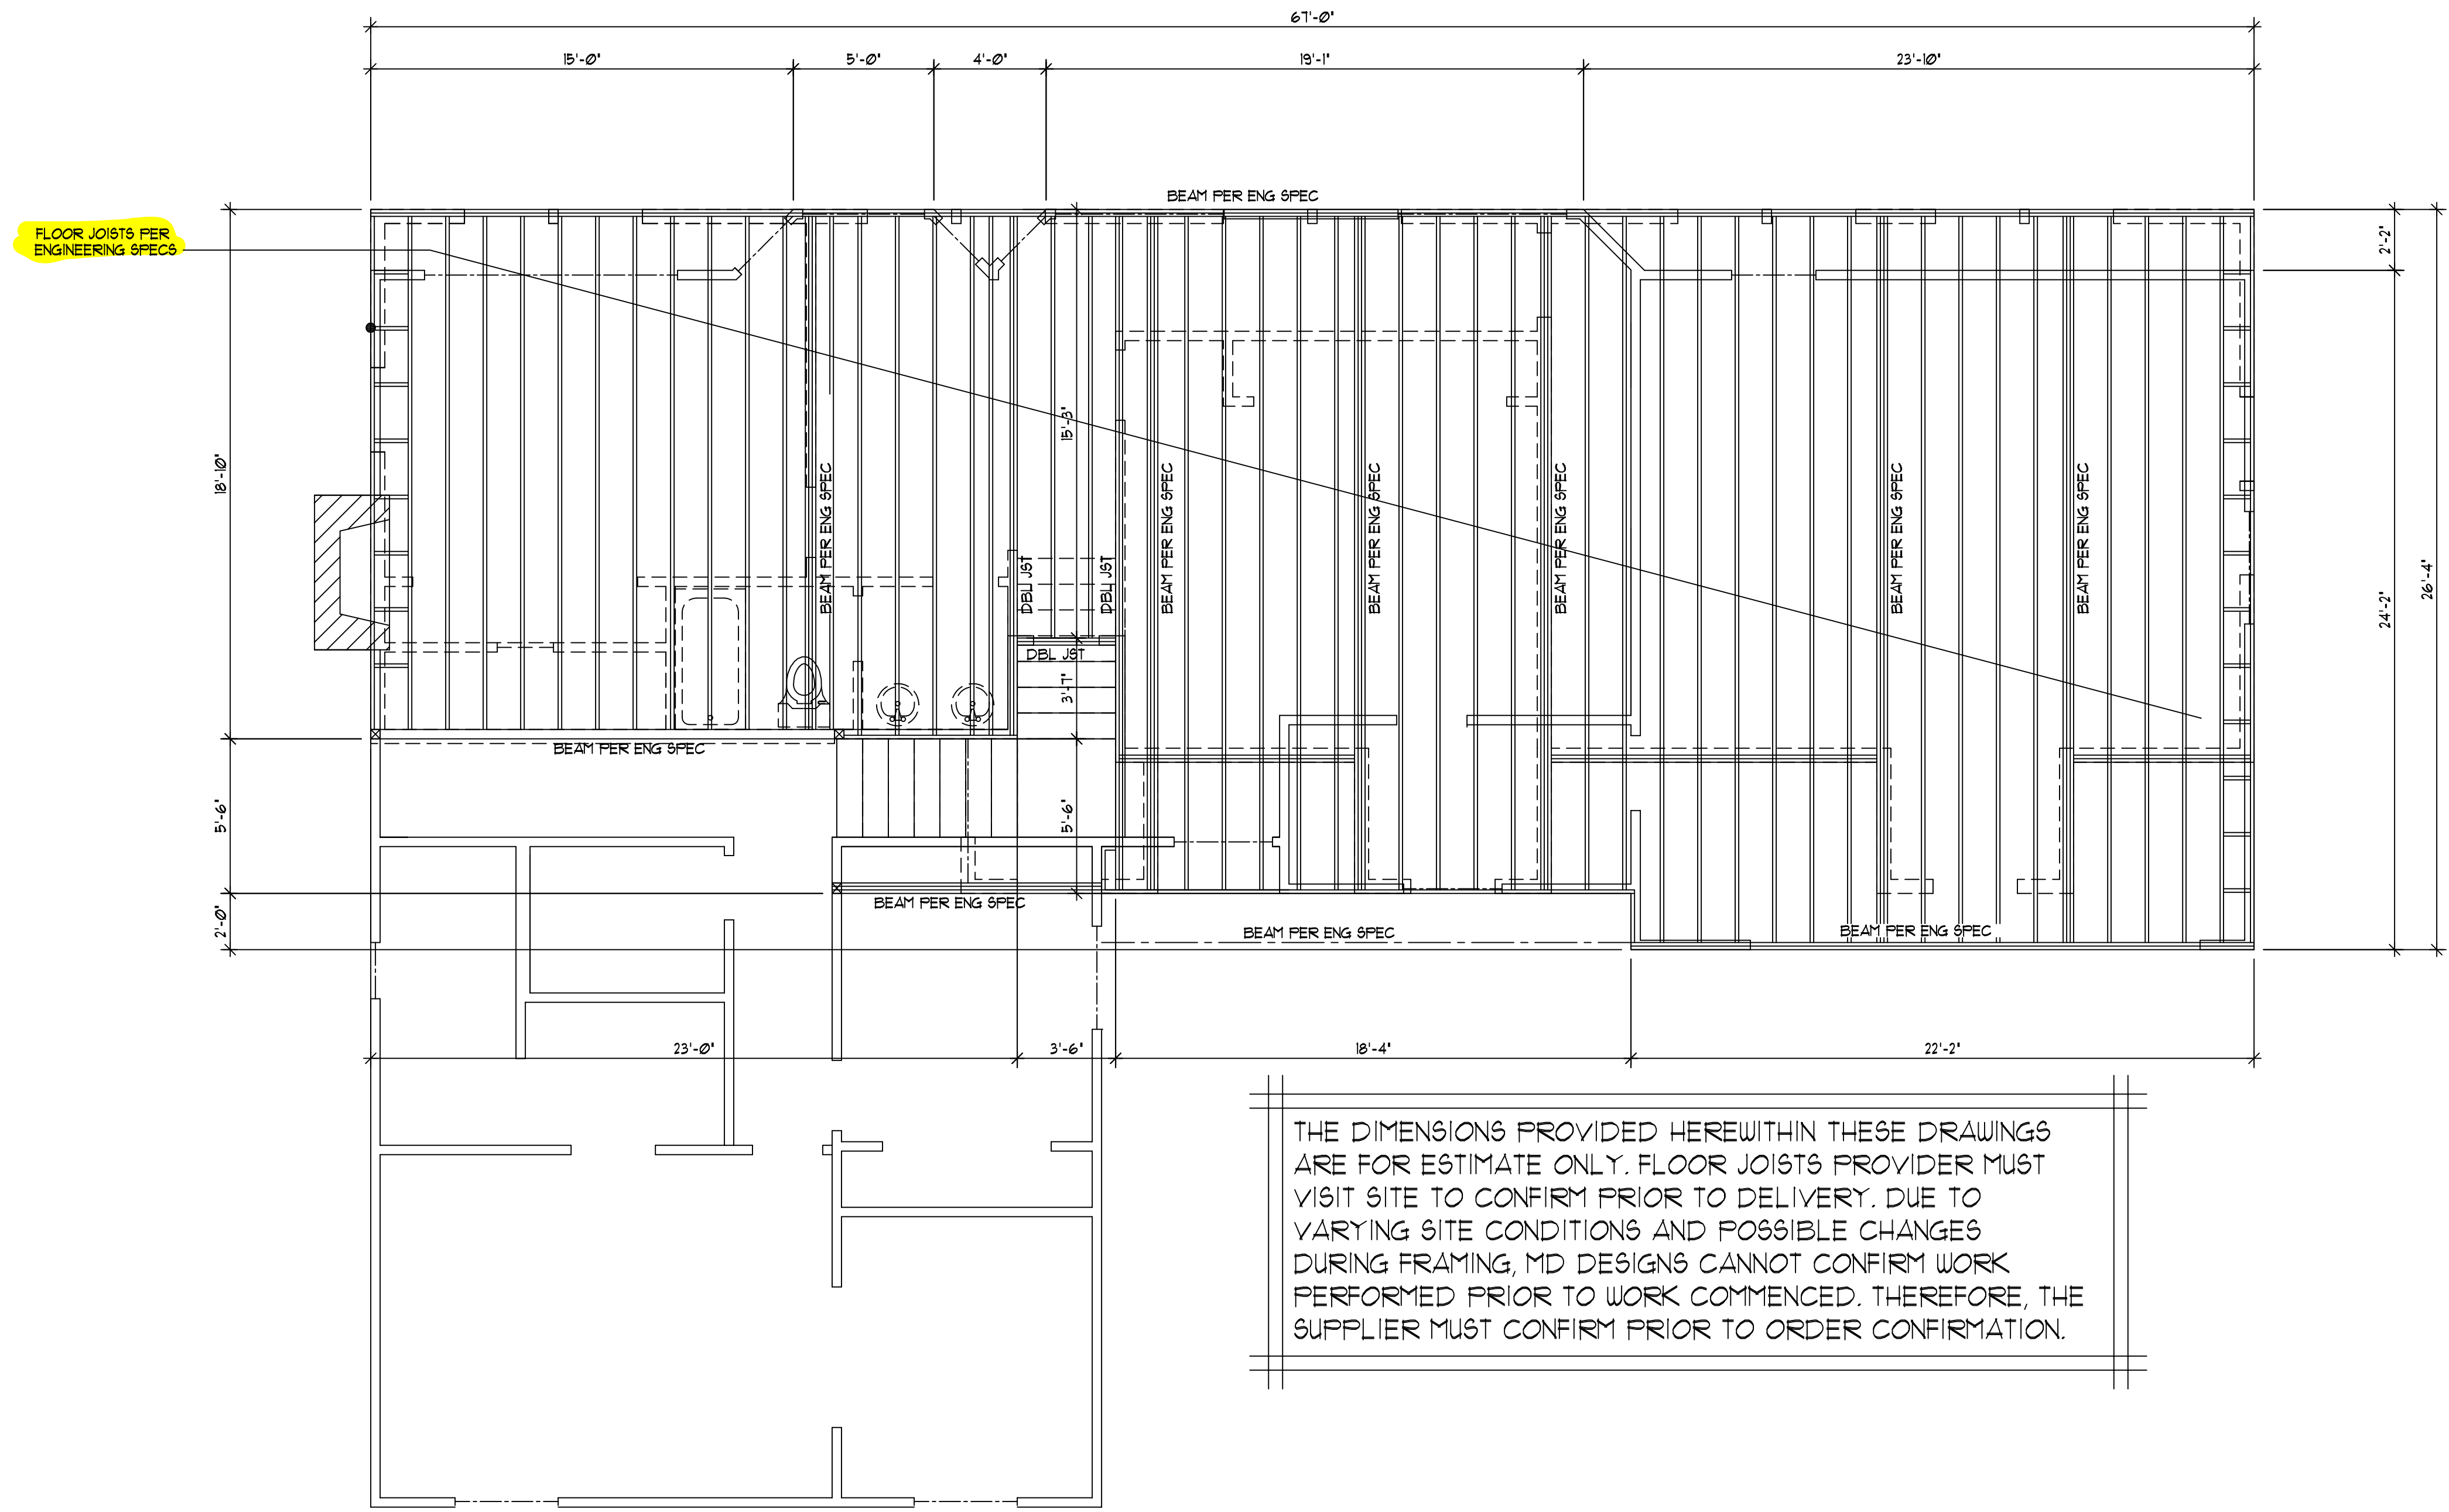 67'-0"
15'-0"
5'-0"
4'-0"
19'-1"
23'-10"
BEAM PER ENG SPEC
FLOOR JOISTS PER
ENGINEERING SPECS
2'-2"
15'-3"
18'-10"
BEAM PER ENG SPEC
BEAM PER ENG SPEC
BEAM PER ENG SPEC
BEAM PER ENG SPEC
BEAM PER ENG SPEC
BEAM PER ENG SPEC
DBL JST
DBL JST
26'-4"
24'-2"
DBL JST
3'-7"
BEAM PER ENG SPEC
5'-6"
5'-6"
BEAM PER ENG SPEC
2'-0"
BEAM PER ENG SPEC
BEAM PER ENG SPEC
23'-0"
3'-6"
18'-4"
22'-2"
THE DIMENSIONS PROVIDED HEREWITHIN THESE DRAWINGS
ARE FOR ESTIMATE ONLY. FLOOR JOISTS PROVIDER MUST
VISIT SITE TO CONFIRM PRIOR TO DELIVERY. DUE TO
VARYING SITE CONDITIONS AND POSSIBLE CHANGES
DURING FRAMING, MD DESIGNS CANNOT CONFIRM WORK
PERFORMED PRIOR TO WORK COMMENCED. THEREFORE, THE
SUPPLIER MUST CONFIRM PRIOR TO ORDER CONFIRMATION.